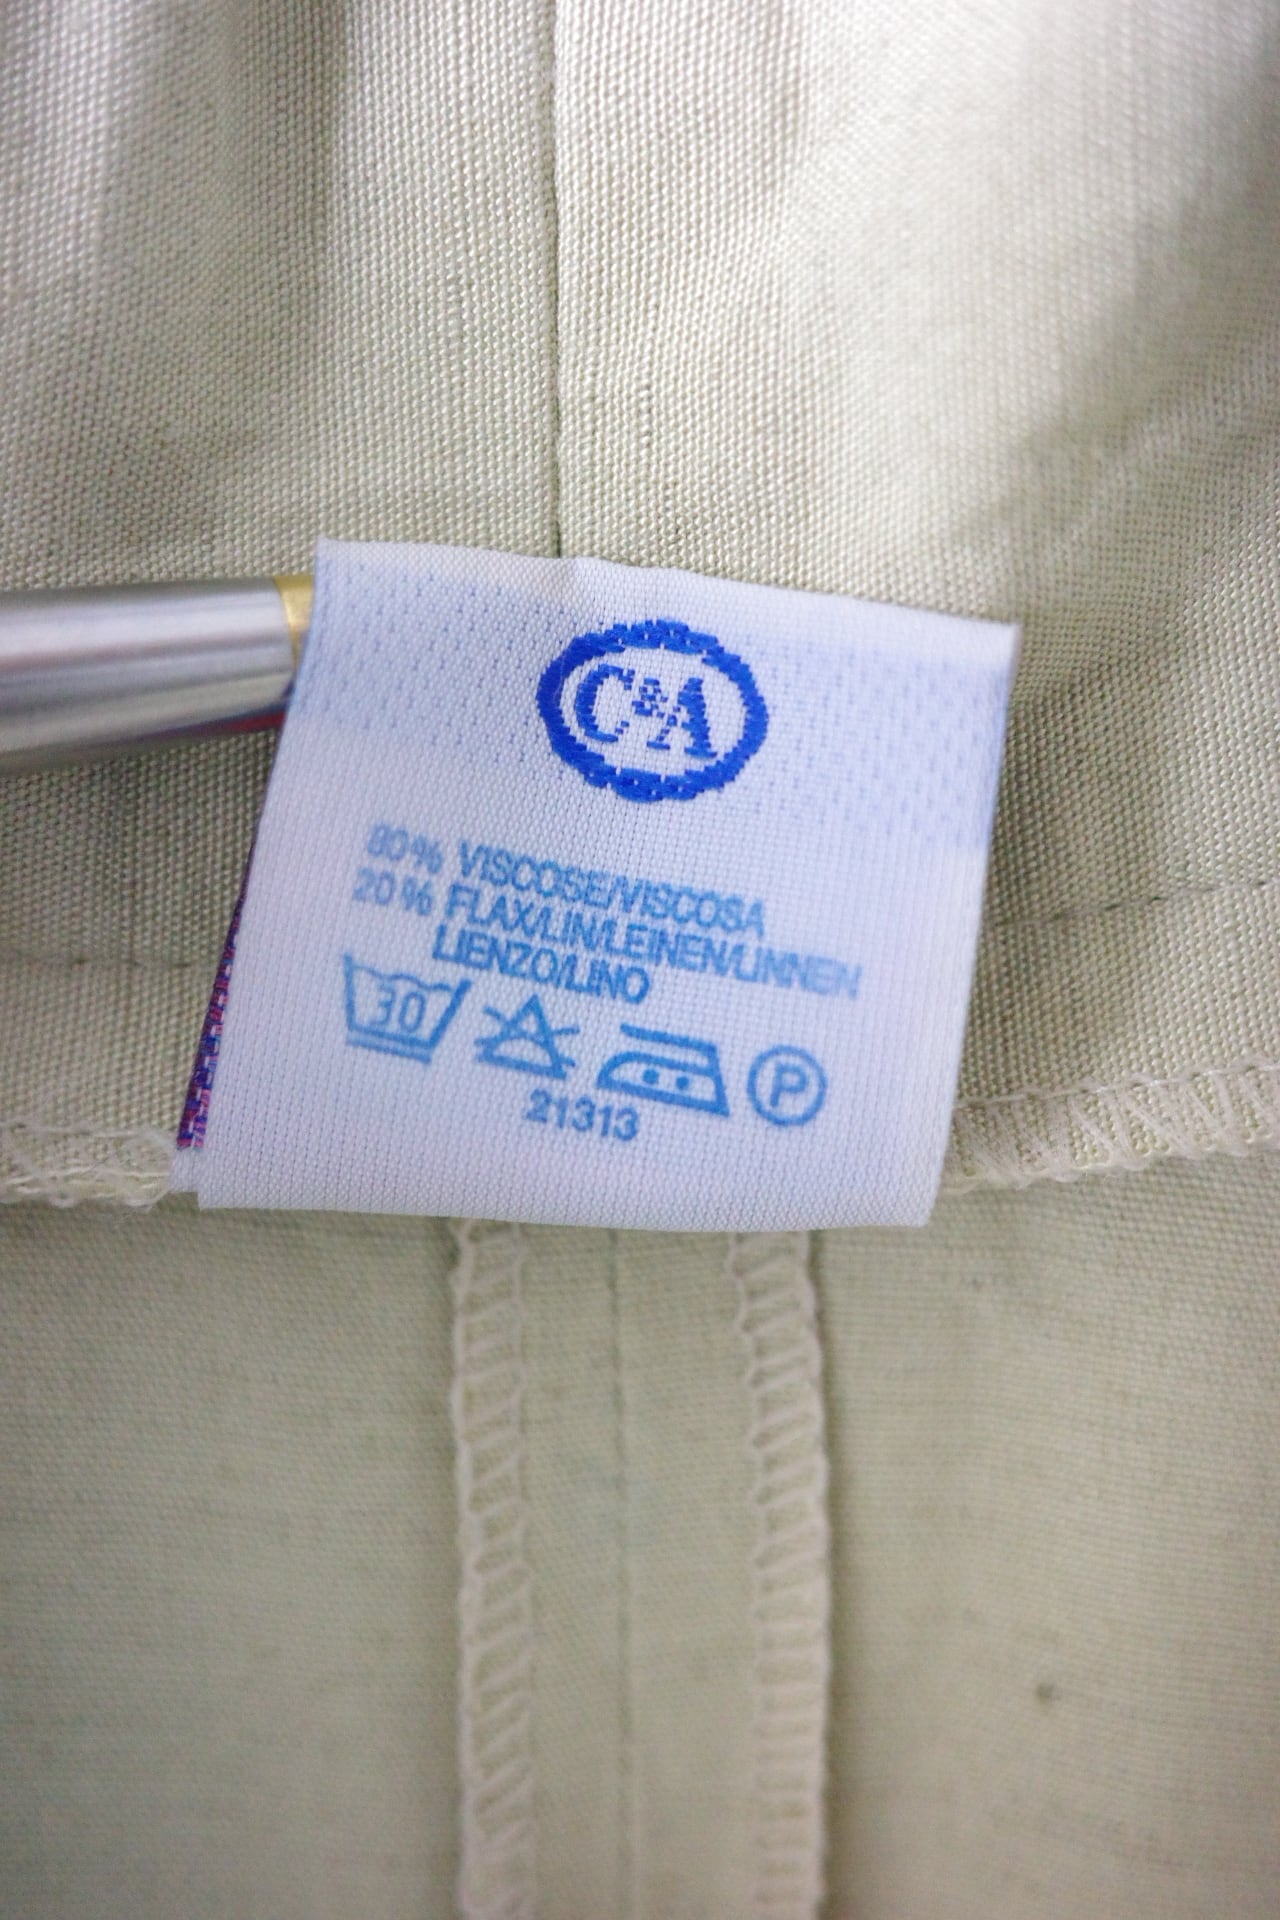 C&A
80% VISCOSE/VISCOSA
20% FLAX/LIN/LEINEN/LINNEN
LIENZO/LINO
30 P
21313